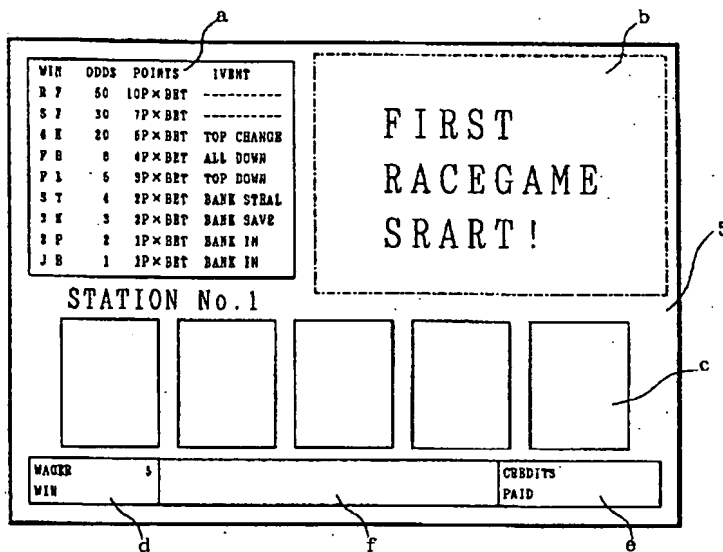 a
b
WIN ODDS POINTS IVENT
R F 50 10P×BET ----------
S F 30 7P×BET ----------
4 K 20 5P×BET TOP CHANGE
F H 8 4P×BET ALL DOWN
F L 5 3P×BET TOP DOWN
S T 4 2P×BET BANK STEAL
3 K 3 2P×BET BANK SAVE
2 P 2 1P×BET BANK IN
J B 1 1P×BET BANK IN
FIRST
RACEGAME
SRART!
5
STATION No.1
c
WAGER 5
WIN
CREDITS
PAID
d
f
e